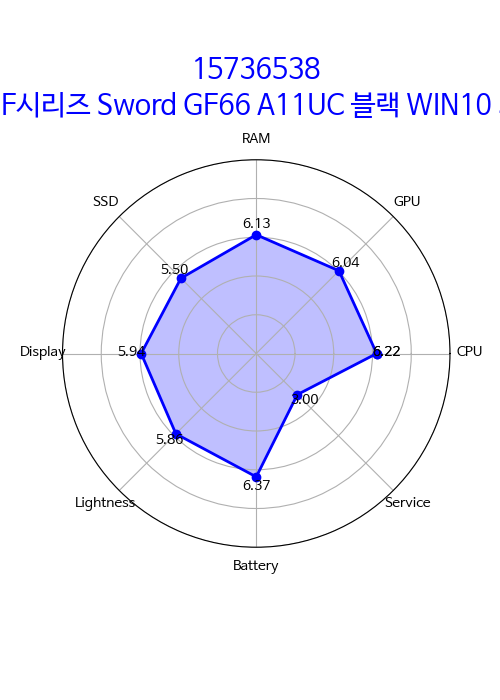 15736538
F시리즈 Sword GF66 A11UC 블랙 WIN10
RAM
SSD
GPU
6.13
6.04
5.50
Display
5.94
6.22
CPU
5.86
Lightness
6.37
Service
Battery